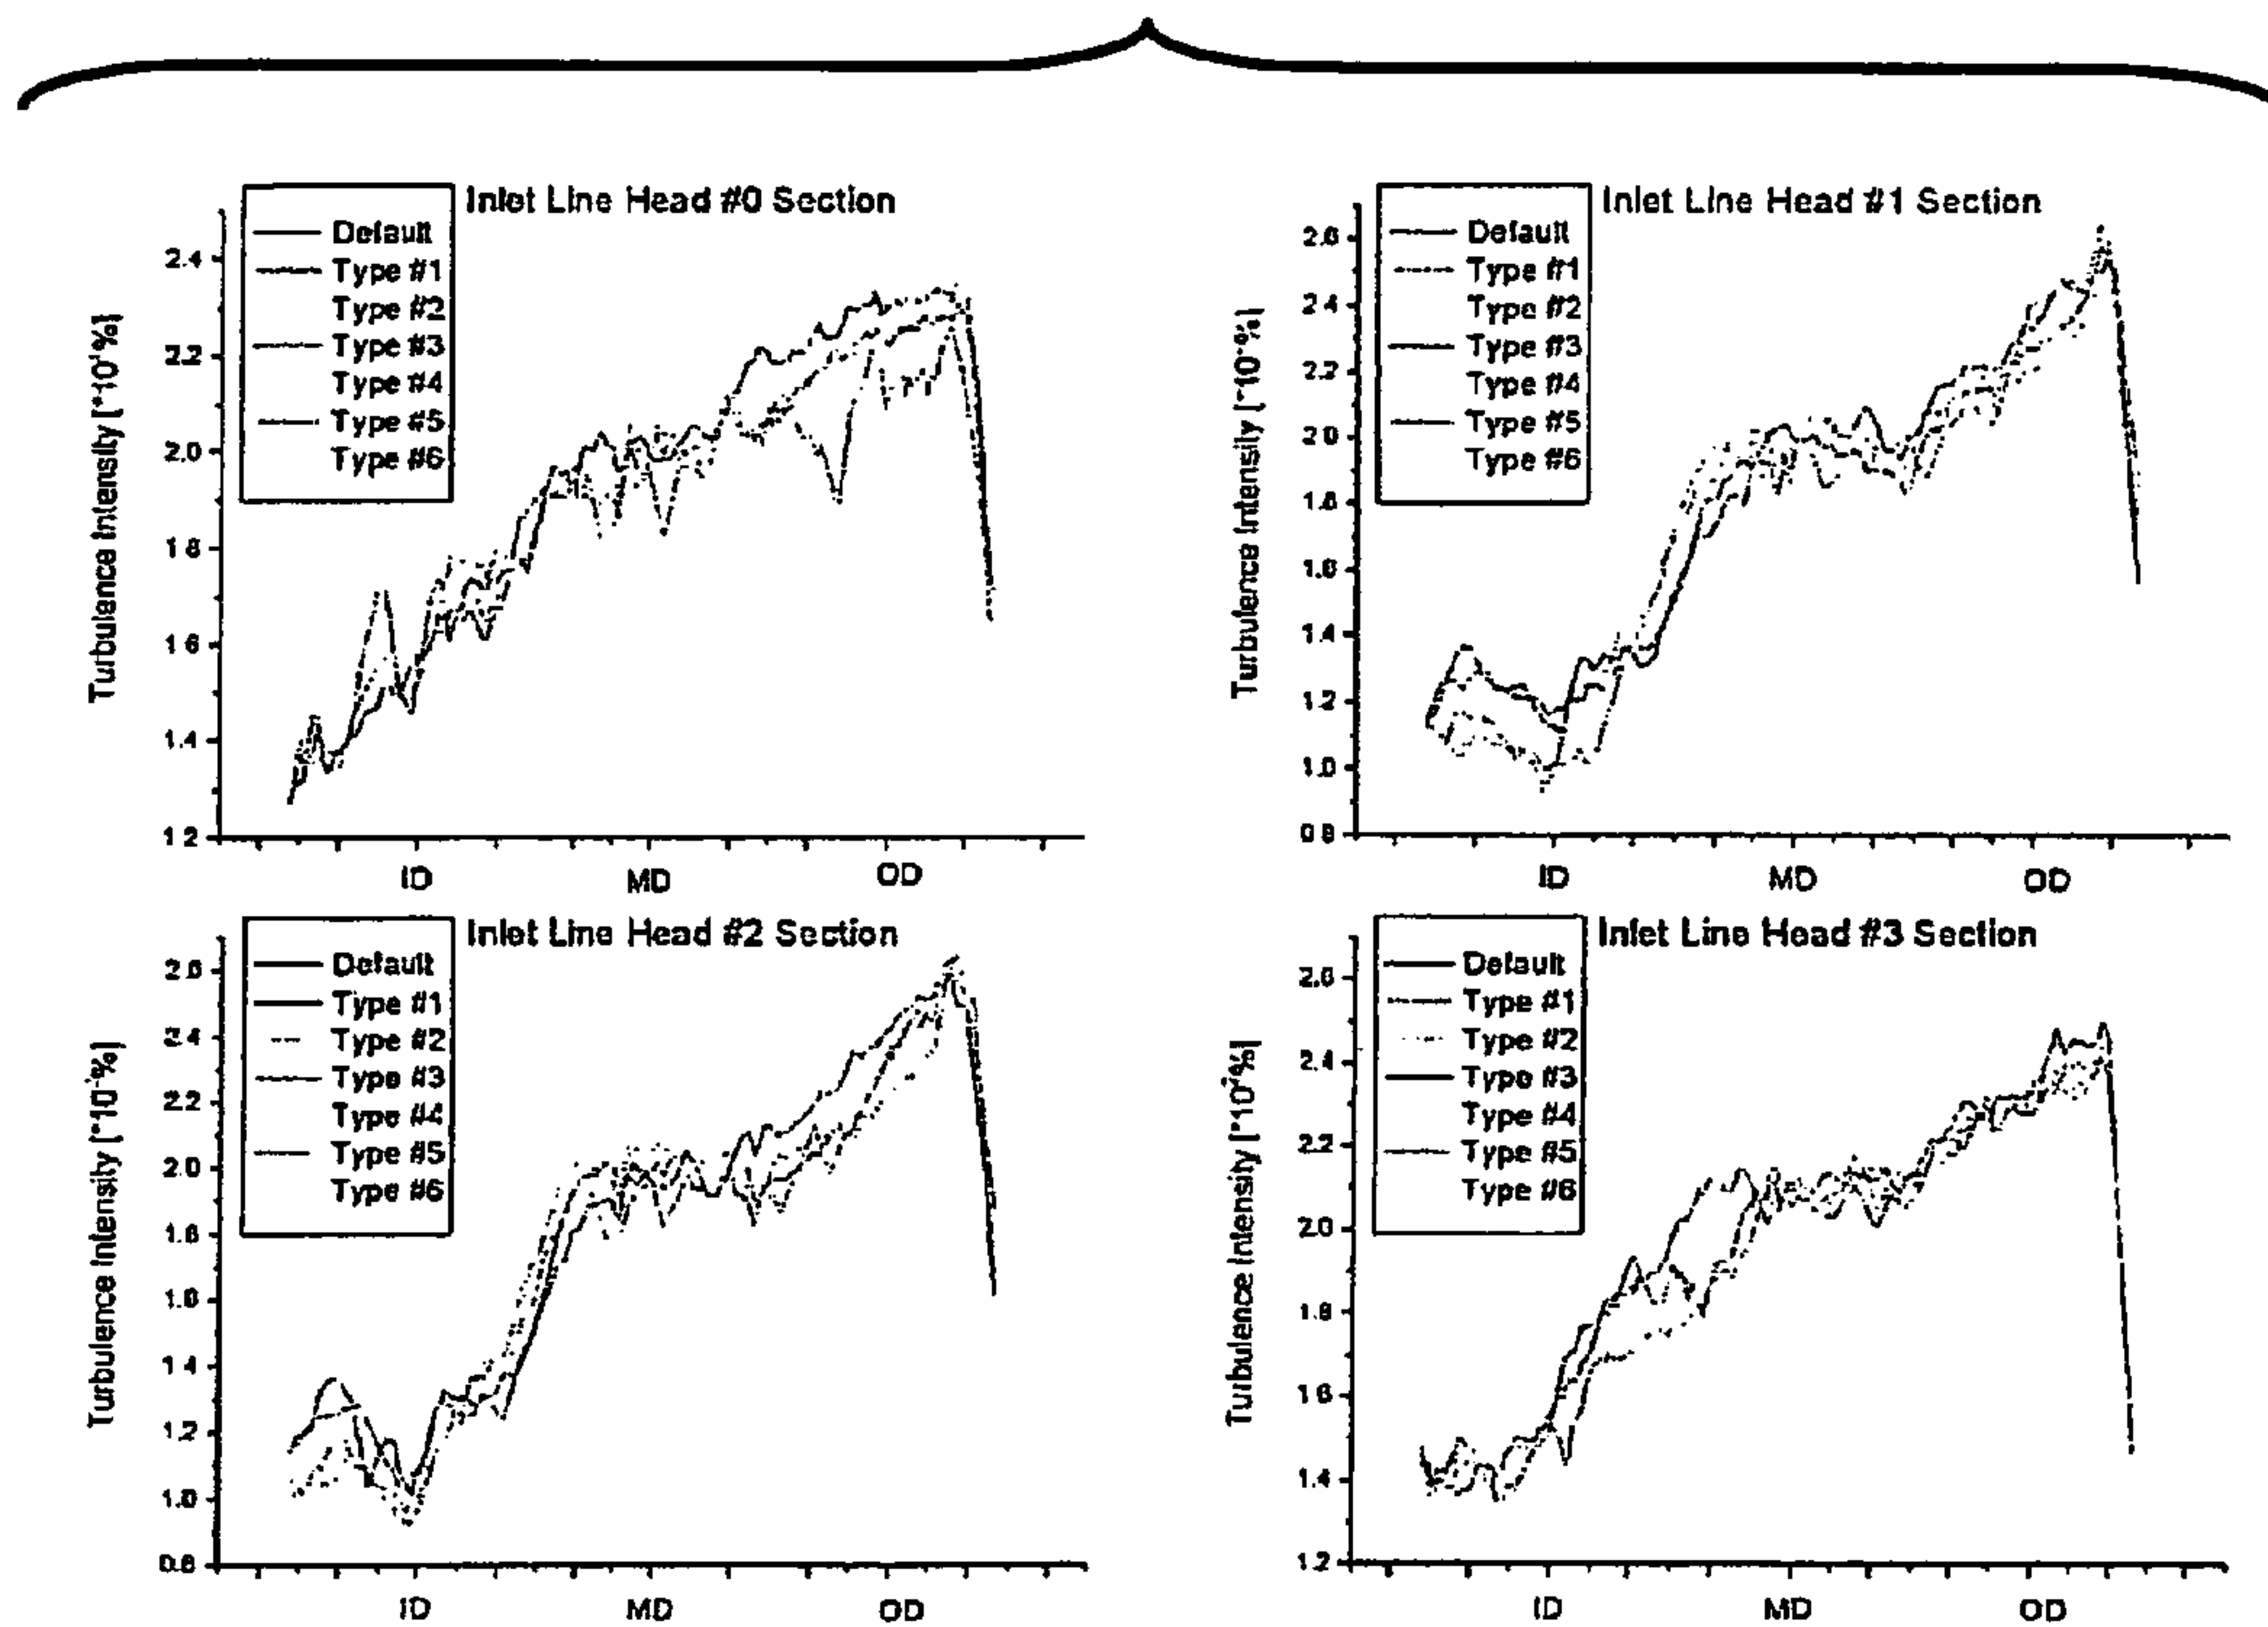 Inlet Line Head #0 Section
Default
Type #1
Type #2
Type #3
Type #4
Type #5
Type #6
Turbulence Intensity
2.4
2.2
2.0
1.8
1.6
1.4
1.2
ID MD OD
Inlet Line Head #1 Section
Default
Type #1
Type #2
Type #3
Type #4
Type #5
Type #6
Turbulence Intensity
2.6
2.4
2.2
2.0
1.8
1.6
1.4
1.2
1.0
0.8
ID MD OD
Inlet Line Head #2 Section
Default
Type #1
Type #2
Type #3
Type #4
Type #5
Type #6
Turbulence Intensity
2.6
2.4
2.2
2.0
1.8
1.6
1.4
1.2
1.0
0.8
ID MD OD
Inlet Line Head #3 Section
Default
Type #1
Type #2
Type #3
Type #4
Type #5
Type #6
Turbulence Intensity
2.6
2.4
2.2
2.0
1.8
1.6
1.4
1.2
ID MD OD